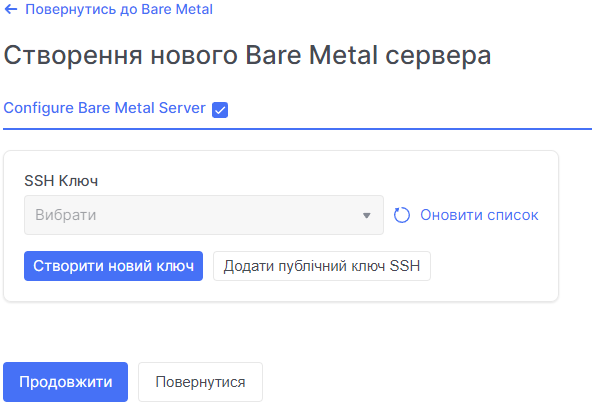 Повернутись до Bare Metal
Створення нового Bare Metal сервера
Configure Bare Metal Server
SSH Ключ
Вибрати
Оновити список
Створити новий ключ
Додати публічний ключ SSH
Продовжити
Повернутися